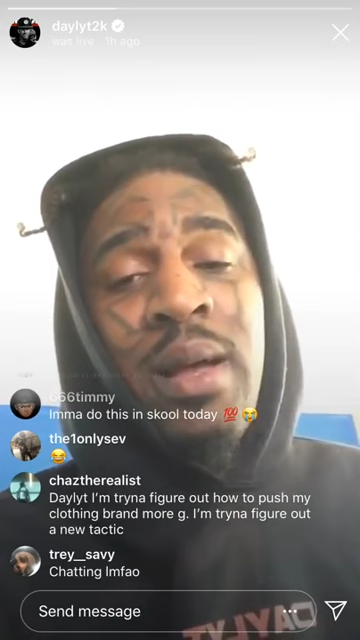 daylyt2k
was live · 1h ago
666timmy
Imma do this in skool today 💯😭
the1onlysev
😂
chaztherealist
Daylyt I’m tryna figure out how to push my
clothing brand more g. I’m tryna figure out
a new tactic
trey__savy
Chatting lmfao
Send message
DAYLYT